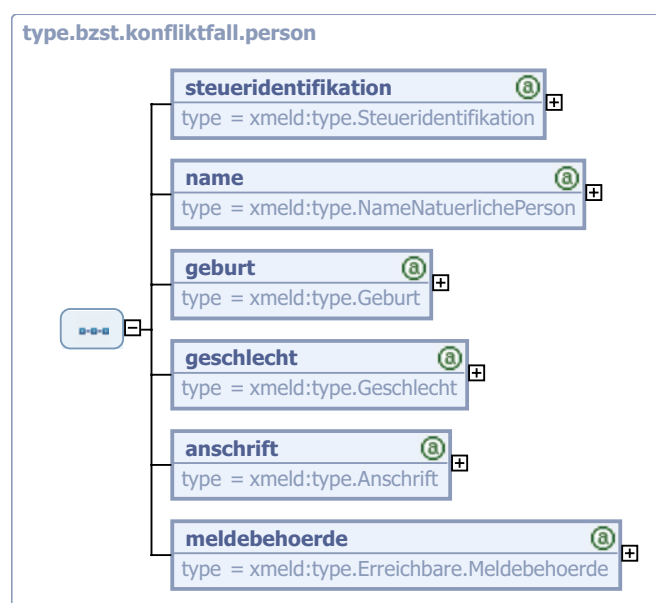 type.bzst.konfliktfall.person
steueridentifikation
type = xmeld:type.Steueridentifikation
name
type = xmeld:type.NameNatuerlichePerson
geburt
type = xmeld:type.Geburt
geschlecht
type = xmeld:type.Geschlecht
anschrift
type = xmeld:type.Anschrift
meldebehoerde
type = xmeld:type.Erreichbare.Meldebehoerde